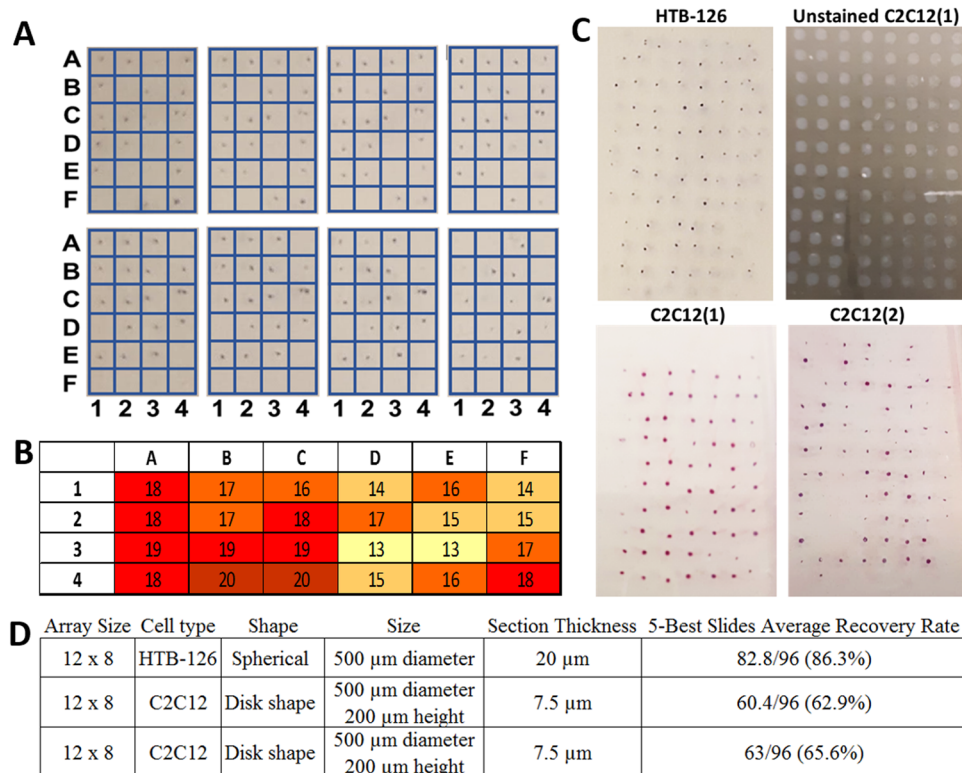 A
A
B
C
D
E
F
A
B
C
D
E
F
1 2 3 4 1 2 3 4 1 2 3 4 1 2 3 4
B
A B C D E F
1 18 17 16 14 16 14
2 18 17 18 17 15 15
3 19 19 19 13 13 17
4 18 20 20 15 16 18
C
HTB-126 Unstained C2C12(1)
C2C12(1) C2C12(2)
D
Array Size Cell type Shape Size Section Thickness 5-Best Slides Average Recovery Rate
12 x 8 HTB-126 Spherical 500 µm diameter 20 µm 82.8/96 (86.3%)
12 x 8 C2C12 Disk shape 500 µm diameter 200 µm height 7.5 µm 60.4/96 (62.9%)
12 x 8 C2C12 Disk shape 500 µm diameter 200 µm height 7.5 µm 63/96 (65.6%)